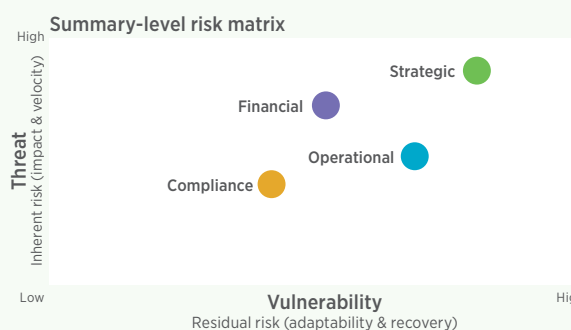 Summary-level risk matrix
High
Strategic
Financial
Operational
Compliance
Threat
Inherent risk (impact & velocity)
Low
Vulnerability
Hig
Residual risk (adaptability & recovery)